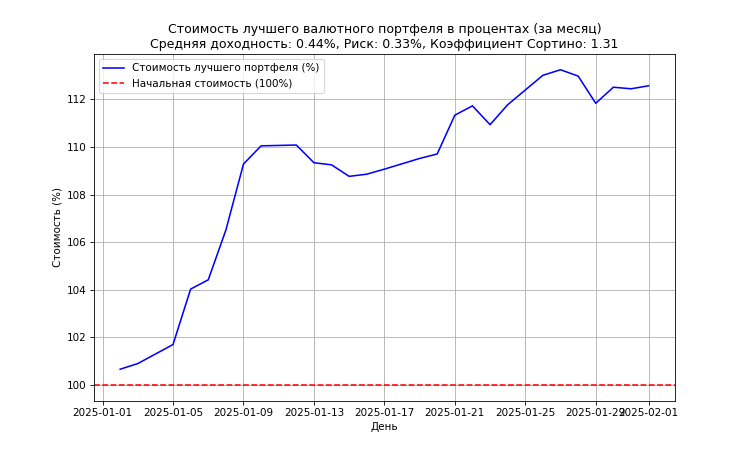 Стоимость лучшего валютного портфеля в процентах (за месяц)
Средняя доходность: 0.44%, Риск: 0.33%, Коэффициент Сортино: 1.31
Стоимость лучшего портфеля (%)
Начальная стоимость (100%)
Стоимость (%)
112
110
108
106
104
102
100
2025-01-01 2025-01-05 2025-01-09 2025-01-13 2025-01-17 2025-01-21 2025-01-25 2025-01-29 2025-02-01
День